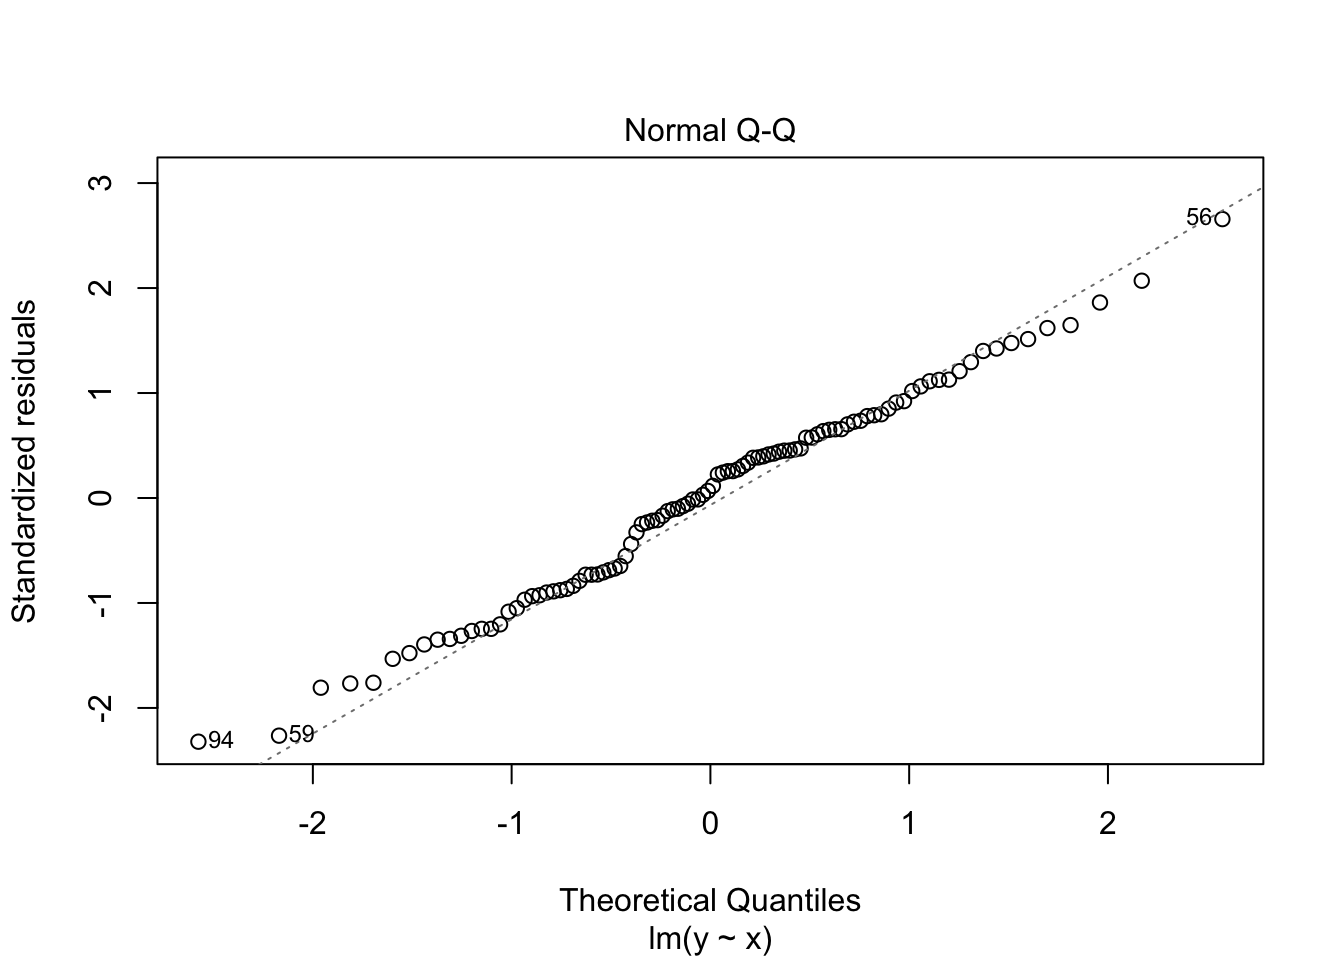 Normal Q-Q
Standardized residuals
3
2
1
0
-1
-2
56
94
59
-2 -1 0 1 2
Theoretical Quantiles
lm(y ~ x)